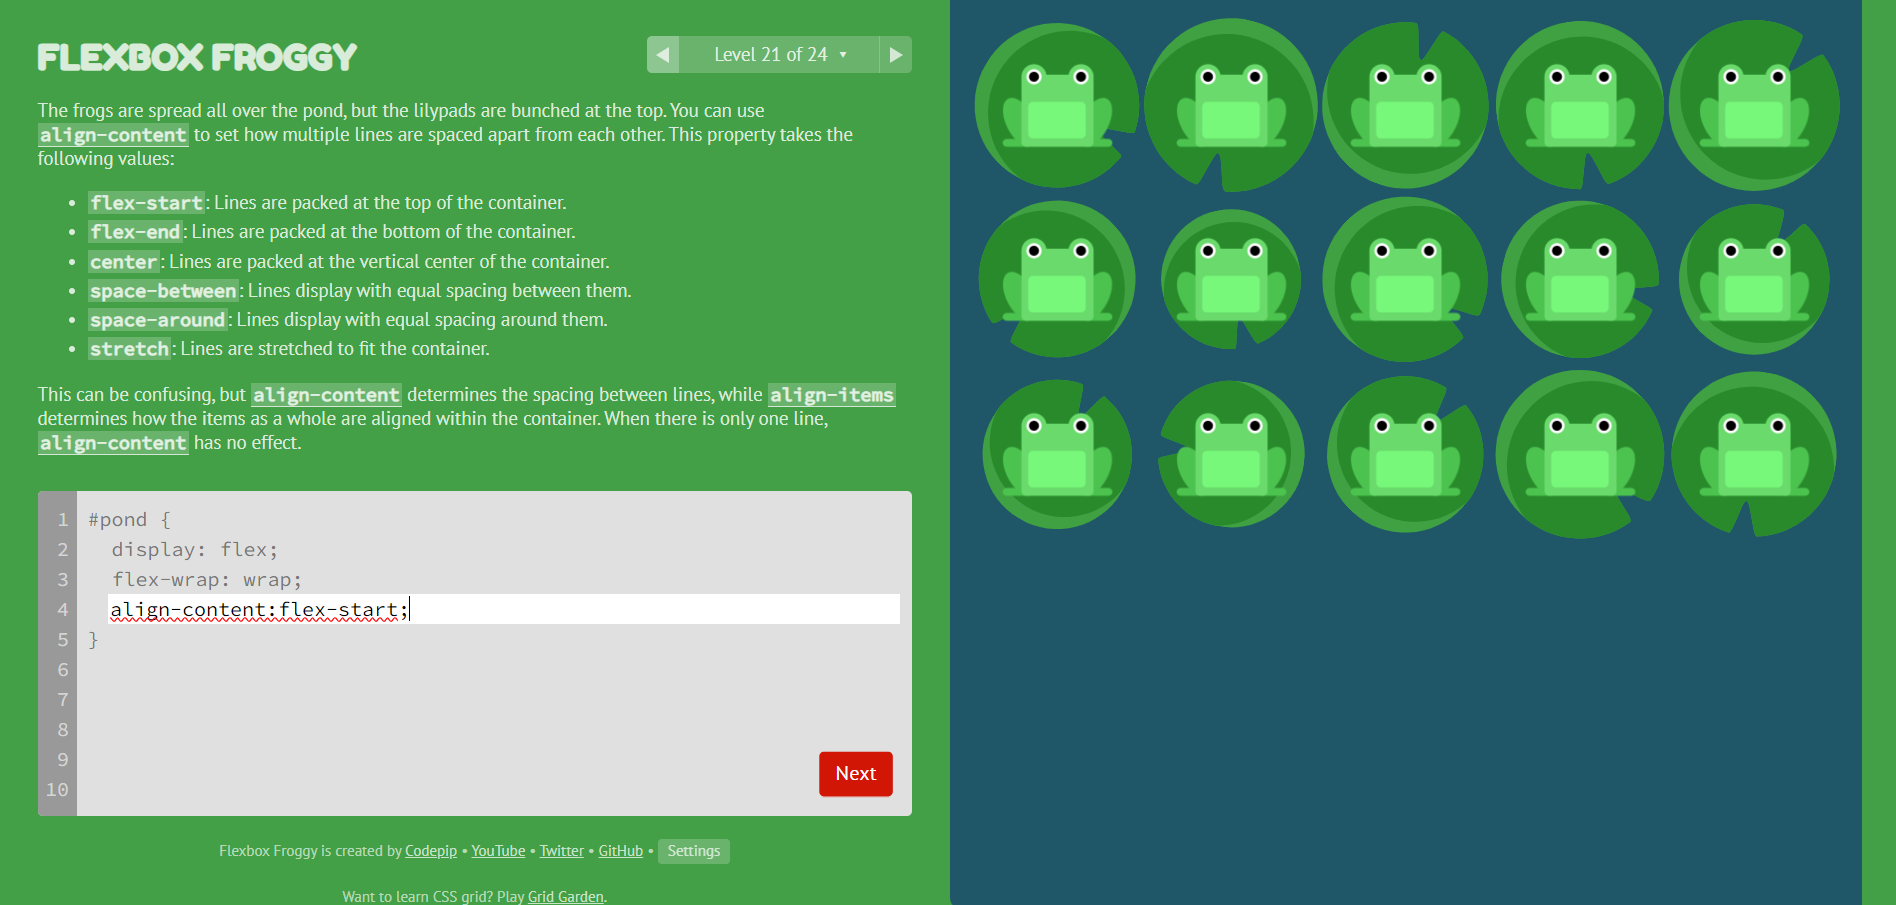 FLEXBOX FROGGY
◀ Level 21 of 24 ▾ ▶
The frogs are spread all over the pond, but the lilypads are bunched at the top. You can use
align-content to set how multiple lines are spaced apart from each other. This property takes the
following values:
• flex-start: Lines are packed at the top of the container.
• flex-end: Lines are packed at the bottom of the container.
• center: Lines are packed at the vertical center of the container.
• space-between: Lines display with equal spacing between them.
• space-around: Lines display with equal spacing around them.
• stretch: Lines are stretched to fit the container.
This can be confusing, but align-content determines the spacing between lines, while align-items
determines how the items as a whole are aligned within the container. When there is only one line,
align-content has no effect.
1 #pond {
2 display: flex;
3 flex-wrap: wrap;
4 align-content:flex-start;
5 }
6
7
8
9
10
Next
Flexbox Froggy is created by Codepip • YouTube • Twitter • GitHub • Settings
Want to learn CSS grid? Play Grid Garden.